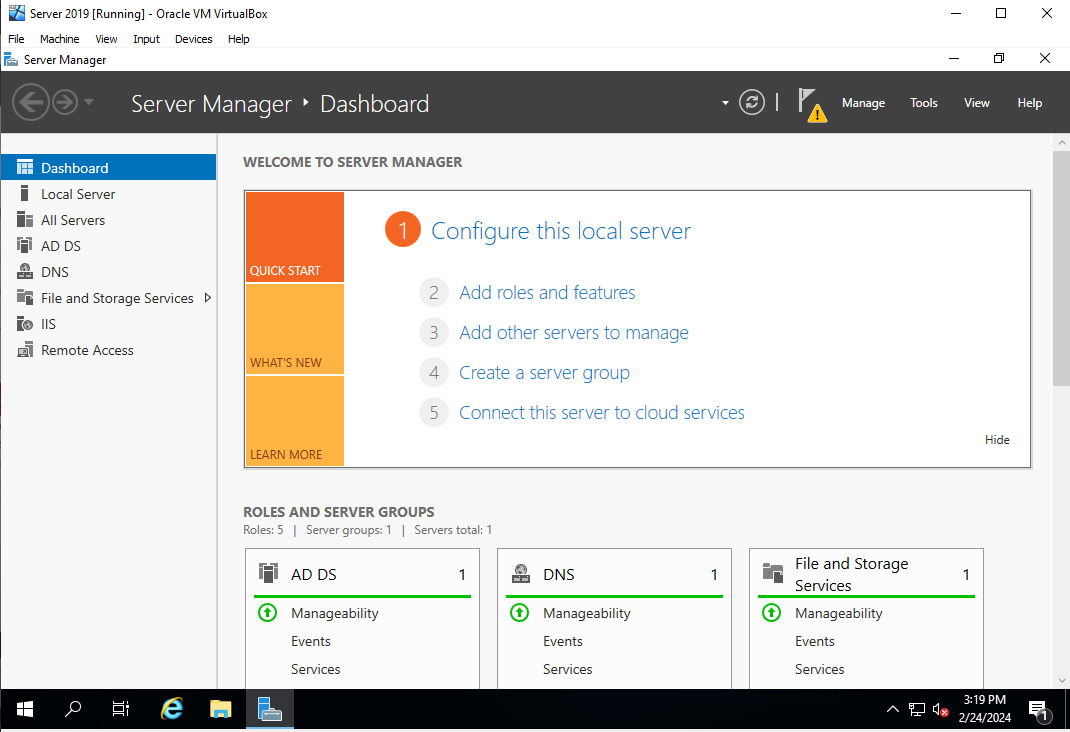 Server 2019 [Running] - Oracle VM VirtualBox
File Machine View Input Devices Help
Server Manager
Server Manager ‣ Dashboard
Manage Tools View Help
Dashboard
Local Server
All Servers
AD DS
DNS
File and Storage Services
IIS
Remote Access
WELCOME TO SERVER MANAGER
QUICK START
WHAT'S NEW
LEARN MORE
1 Configure this local server
2 Add roles and features
3 Add other servers to manage
4 Create a server group
5 Connect this server to cloud services
Hide
ROLES AND SERVER GROUPS
Roles: 5 | Server groups: 1 | Servers total: 1
AD DS 1
Manageability
Events
Services
DNS 1
Manageability
Events
Services
File and Storage
Services 1
Manageability
Events
Services
3:19 PM
2/24/2024
1